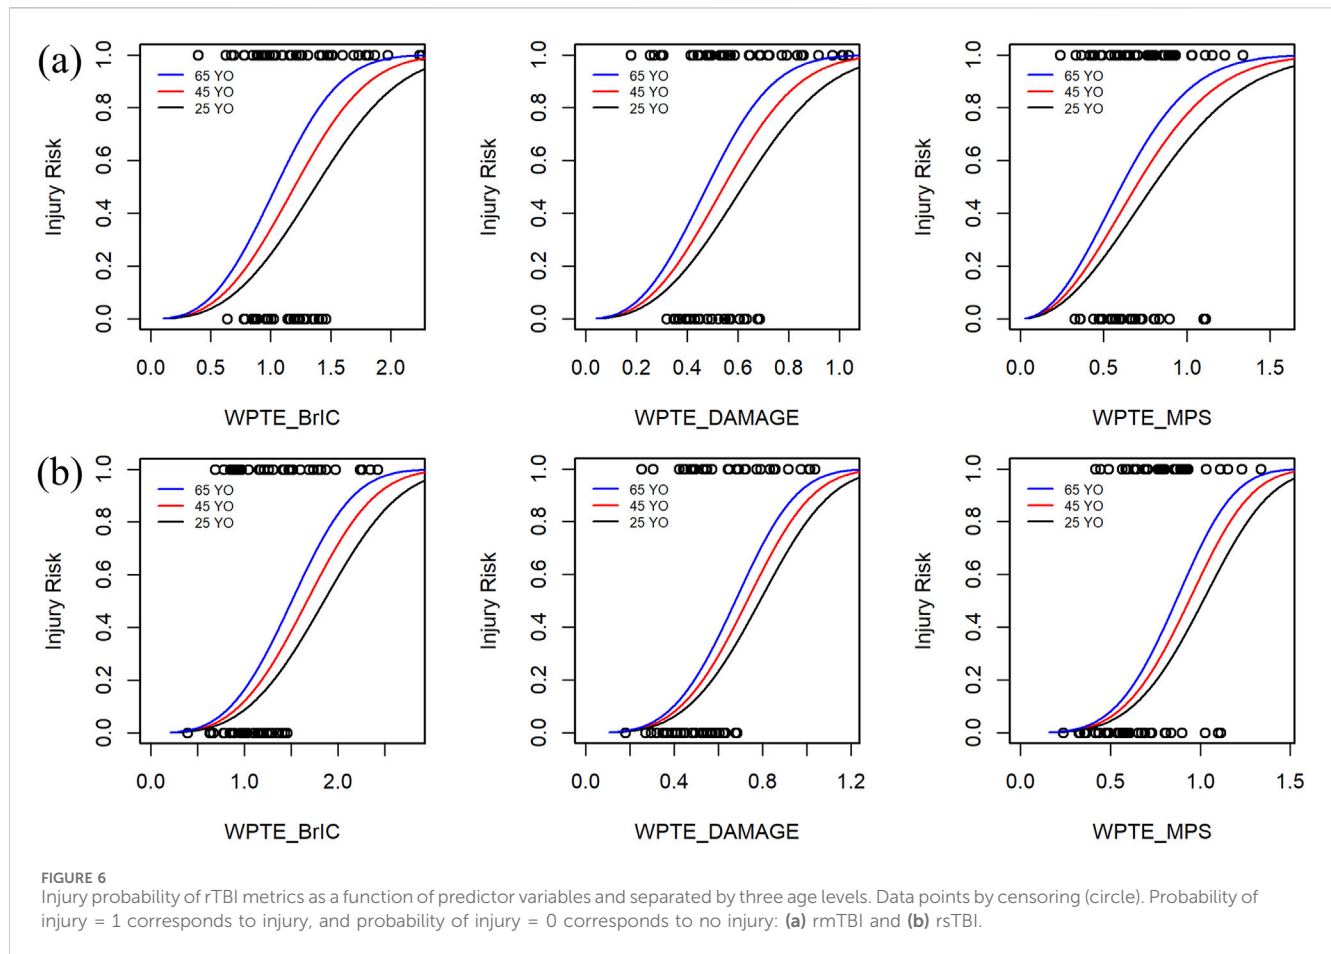 (a)
Injury Risk
0.0 0.2 0.4 0.6 0.8 1.0
65 YO
45 YO
25 YO
0.0 0.5 1.0 1.5 2.0
WPTE_BrIC
Injury Risk
0.0 0.2 0.4 0.6 0.8 1.0
65 YO
45 YO
25 YO
0.0 0.2 0.4 0.6 0.8 1.0
WPTE_DAMAGE
Injury Risk
0.0 0.2 0.4 0.6 0.8 1.0
65 YO
45 YO
25 YO
0.0 0.5 1.0 1.5
WPTE_MPS
(b)
Injury Risk
0.0 0.2 0.4 0.6 0.8 1.0
65 YO
45 YO
25 YO
0.0 1.0 2.0
WPTE_BrIC
Injury Risk
0.0 0.2 0.4 0.6 0.8 1.0
65 YO
45 YO
25 YO
0.0 0.4 0.8 1.2
WPTE_DAMAGE
Injury Risk
0.0 0.2 0.4 0.6 0.8 1.0
65 YO
45 YO
25 YO
0.0 0.5 1.0 1.5
WPTE_MPS
FIGURE 6
Injury probability of rTBI metrics as a function of predictor variables and separated by three age levels. Data points by censoring (circle). Probability of
injury = 1 corresponds to injury, and probability of injury = 0 corresponds to no injury: (a) rmTBI and (b) rsTBI.